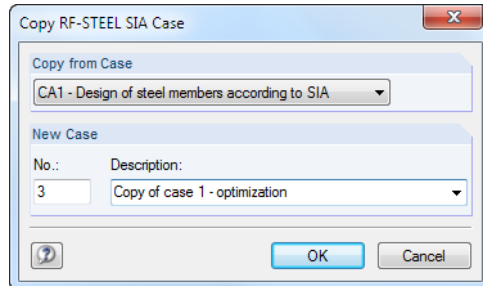 Copy RF-STEEL SIA Case
Copy from Case
CA1 - Design of steel members according to SIA
New Case
No.: Description:
3 Copy of case 1 - optimization
OK Cancel